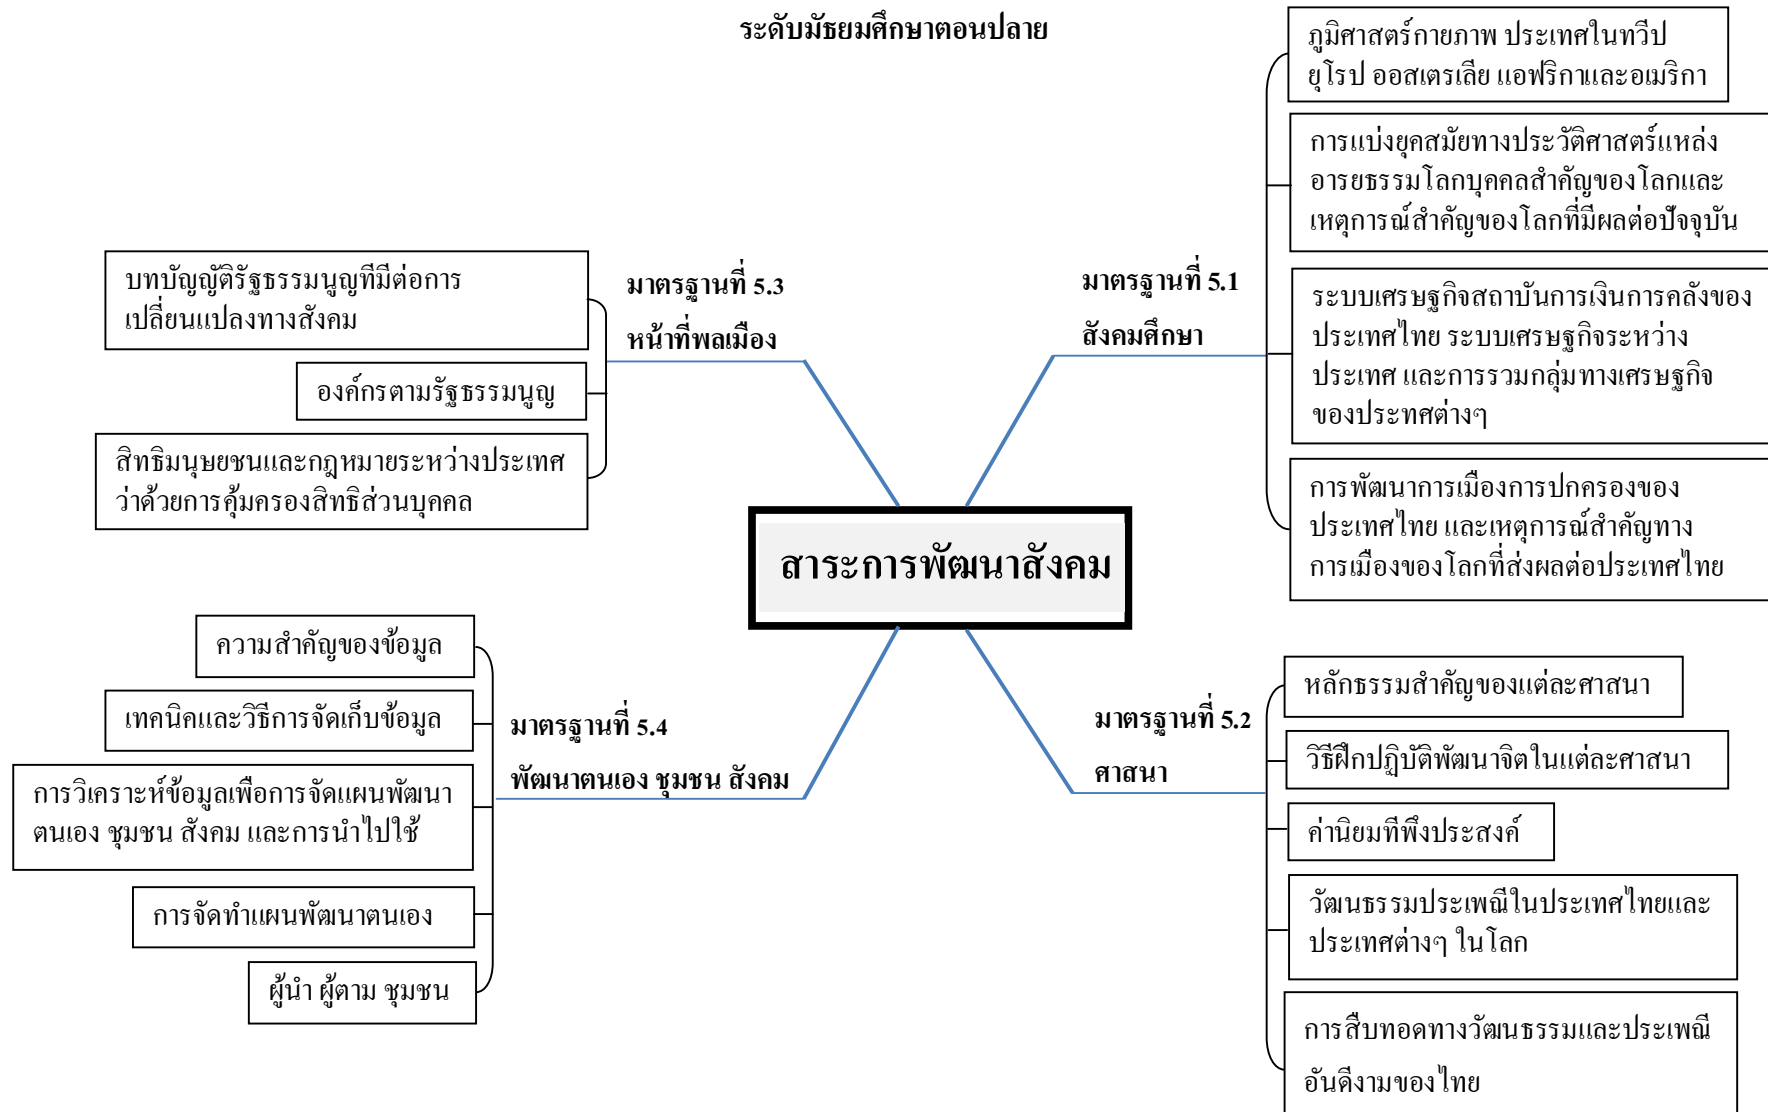 ระดับมัธยมศึกษาตอนปลาย
ภูมิศาสตร์กายภาพ ประเทศในทวีป
ยุโรป ออสเตรเลีย แอฟริกาและอเมริกา
การแบ่งยุคสมัยทางประวัติศาสตร์แหล่ง
อารยธรรมโลกบุคคลสำคัญของโลกและ
เหตุการณ์สำคัญของโลกที่มีผลต่อปัจจุบัน
มาตรฐานที่ 5.1
สังคมศึกษา
ระบบเศรษฐกิจสถาบันการเงินการคลังของ
ประเทศไทย ระบบเศรษฐกิจระหว่าง
ประเทศ และการรวมกลุ่มทางเศรษฐกิจ
ของประทศต่างๆ
การพัฒนาการเมืองการปกครองของ
ประเทศไทย และเหตุการณ์สำคัญทาง
การเมืองของโลกที่ส่งผลต่อประเทศไทย
มาตรฐานที่ 5.3
หน้าที่พลเมือง
บทบัญญัติรัฐธรรมนูญทีมีต่อการ
เปลี่ยนแปลงทางสังคม
องค์กรตามรัฐธรรมนูญ
สิทธิมนุษยชนและกฎหมายระหว่างประเทศ
ว่าด้วยการคุ้มครองสิทธิส่วนบุคคล
สาระการพัฒนาสังคม
มาตรฐานที่ 5.4
พัฒนาตนเอง ชุมชน สังคม
ความสำคัญของข้อมูล
เทคนิคและวิธีการจัดเก็บข้อมูล
การวิเคราะห์ข้อมูลเพือการจัดแผนพัฒนา
ตนเอง ชุมชน สังคม และการนำไปใช้
การจัดทำแผนพัฒนาตนเอง
ผู้นำ ผู้ตาม ชุมชน
มาตรฐานที่ 5.2
ศาสนา
หลักธรรมสำคัญของแต่ละศาสนา
วิธีฝึกปฏิบัติพัฒนาจิตในแต่ละศาสนา
ค่านิยมทีพึงประสงค์
วัฒนธรรมประเพณีในประเทศไทยและ
ประเทศต่างๆ ในโลก
การสืบทอดทางวัฒนธรรมและประเพณี
อันดีงามของไทย